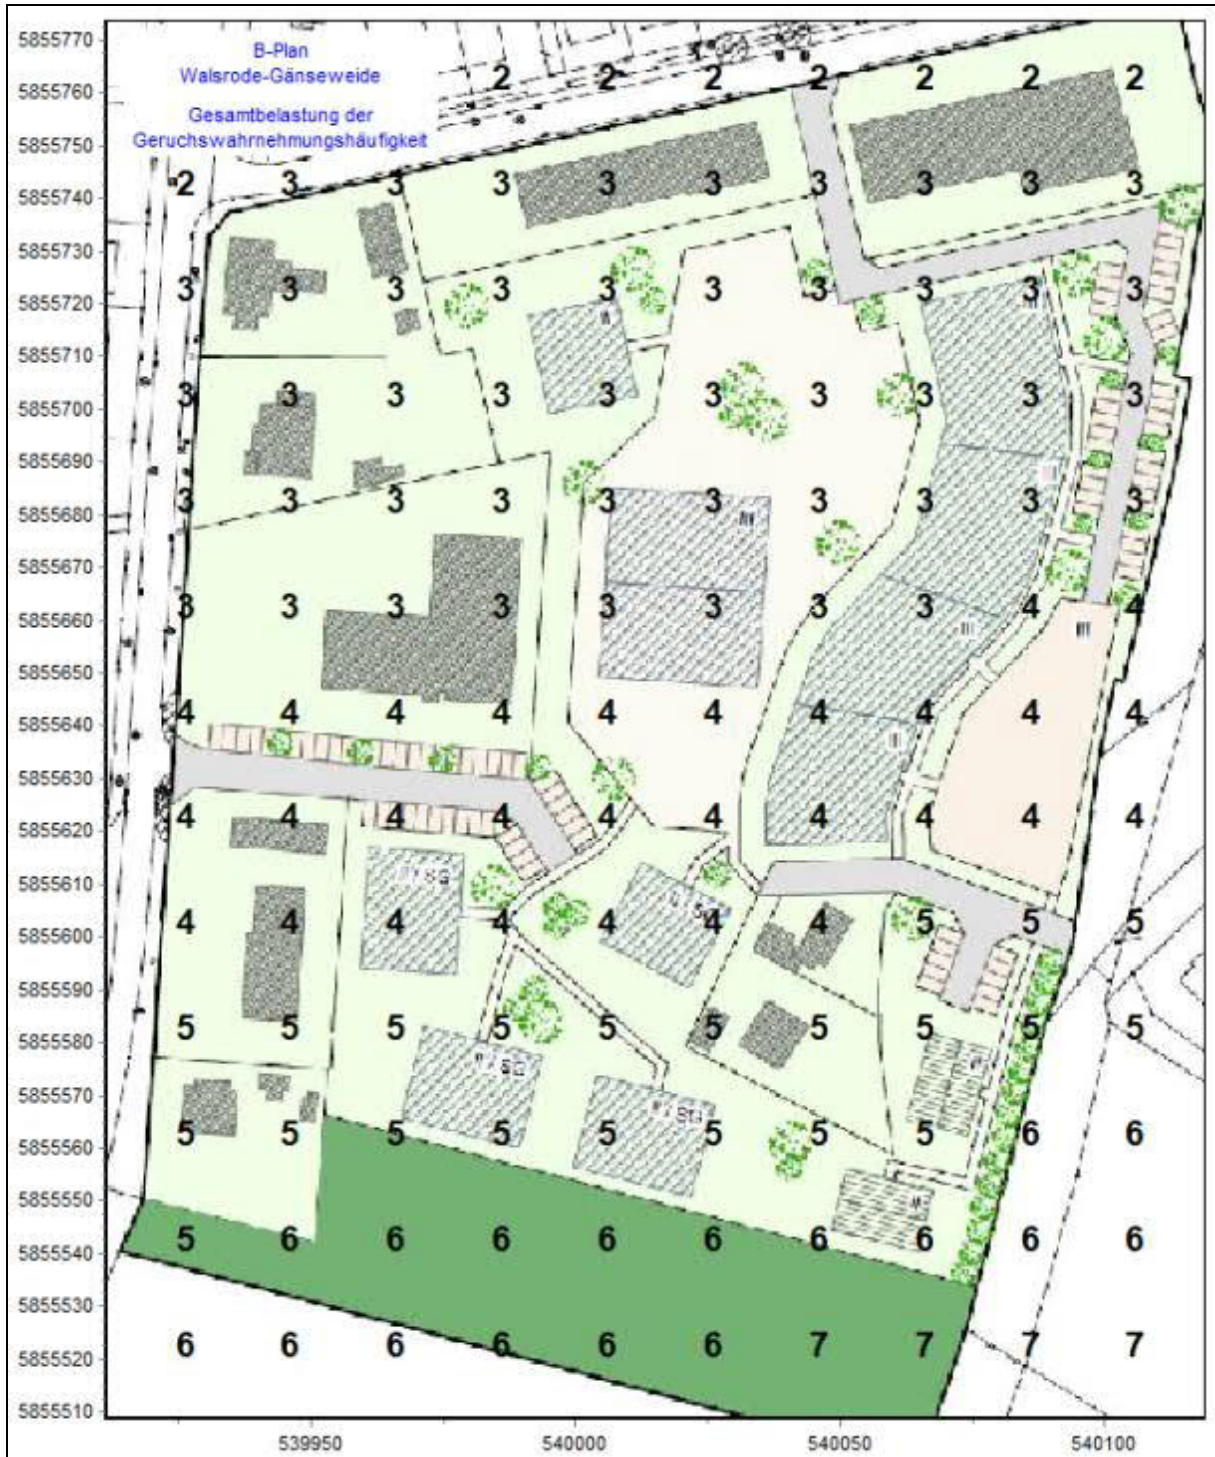 B-Plan
Walsrode-Gänseweide
Gesamtbelastung der
Geruchswahrnehmungshäufigkeit
5855770
5855760
2 2 2 2 2 2 2
5855750
5855740
2 3 3 3 3 3 3 3 3 3
5855730
5855720
3 3 3 3 3 3 3 3 3 3
5855710
5855700
3 3 3 3 3 3 3 3 3 3
5855690
5855680
3 3 3 3 3 3 3 3 3 3
5855670
5855660
3 3 3 3 3 3 3 3 4 4
5855650
5855640
4 4 4 4 4 4 4 4 4 4
5855630
5855620
4 4 4 4 4 4 4 4 4 4
5855610
5855600
4 4 4 4 4 4 4 5 5 5
5855590
5855580
5 5 5 5 5 5 5 5 5 5
5855570
5855560
5 5 5 5 5 5 5 5 6 6
5855550
5855540
5 6 6 6 6 6 6 6 6 6
5855530
5855520
6 6 6 6 6 6 7 7 7 7
5855510
539950 540000 540050 540100